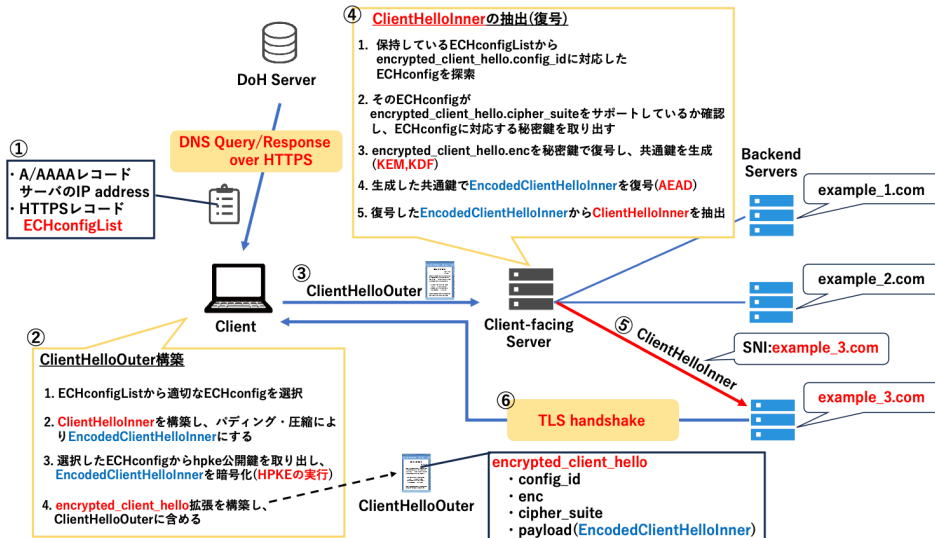 DoH Server
DNS Query/Response
over HTTPS
①
・A/AAAAレコード
サーバのIP address
・HTTPSレコード
ECHconfigList
④
ClientHelloInnerの抽出(復号)
1. 保持しているECHconfigListから
encrypted_client_hello.config_idに対応した
ECHconfigを探索
2. そのECHconfigが
encrypted_client_hello.cipher_suiteをサポートしているか確認
し、ECHconfigに対応する秘密鍵を取り出す
3. encrypted_client_hello.encを秘密鍵で復号し、共通鍵を生成
(KEM,KDF)
4. 生成した共通鍵でEncodedClientHelloInnerを復号(AEAD)
5. 復号したEncodedClientHelloInnerからClientHelloInnerを抽出
Backend
Servers
example_1.com
example_2.com
Client
③
ClientHelloOuter
Client-facing
Server
⑤ ClientHelloInner
SNI:example_3.com
example_3.com
⑥
TLS handshake
②
ClientHelloOuter構築
1. ECHconfigListから適切なECHconfigを選択
2. ClientHelloInnerを構築し、パディング・圧縮によ
りEncodedClientHelloInnerにする
3. 選択したECHconfigからhpke公開鍵を取り出し、
EncodedClientHelloInnerを暗号化(HPKEの実行)
4. encrypted_client_hello拡張を構築し、
ClientHelloOuterに含める
ClientHelloOuter
encrypted_client_hello
・config_id
・enc
・cipher_suite
・payload(EncodedClientHelloInner)